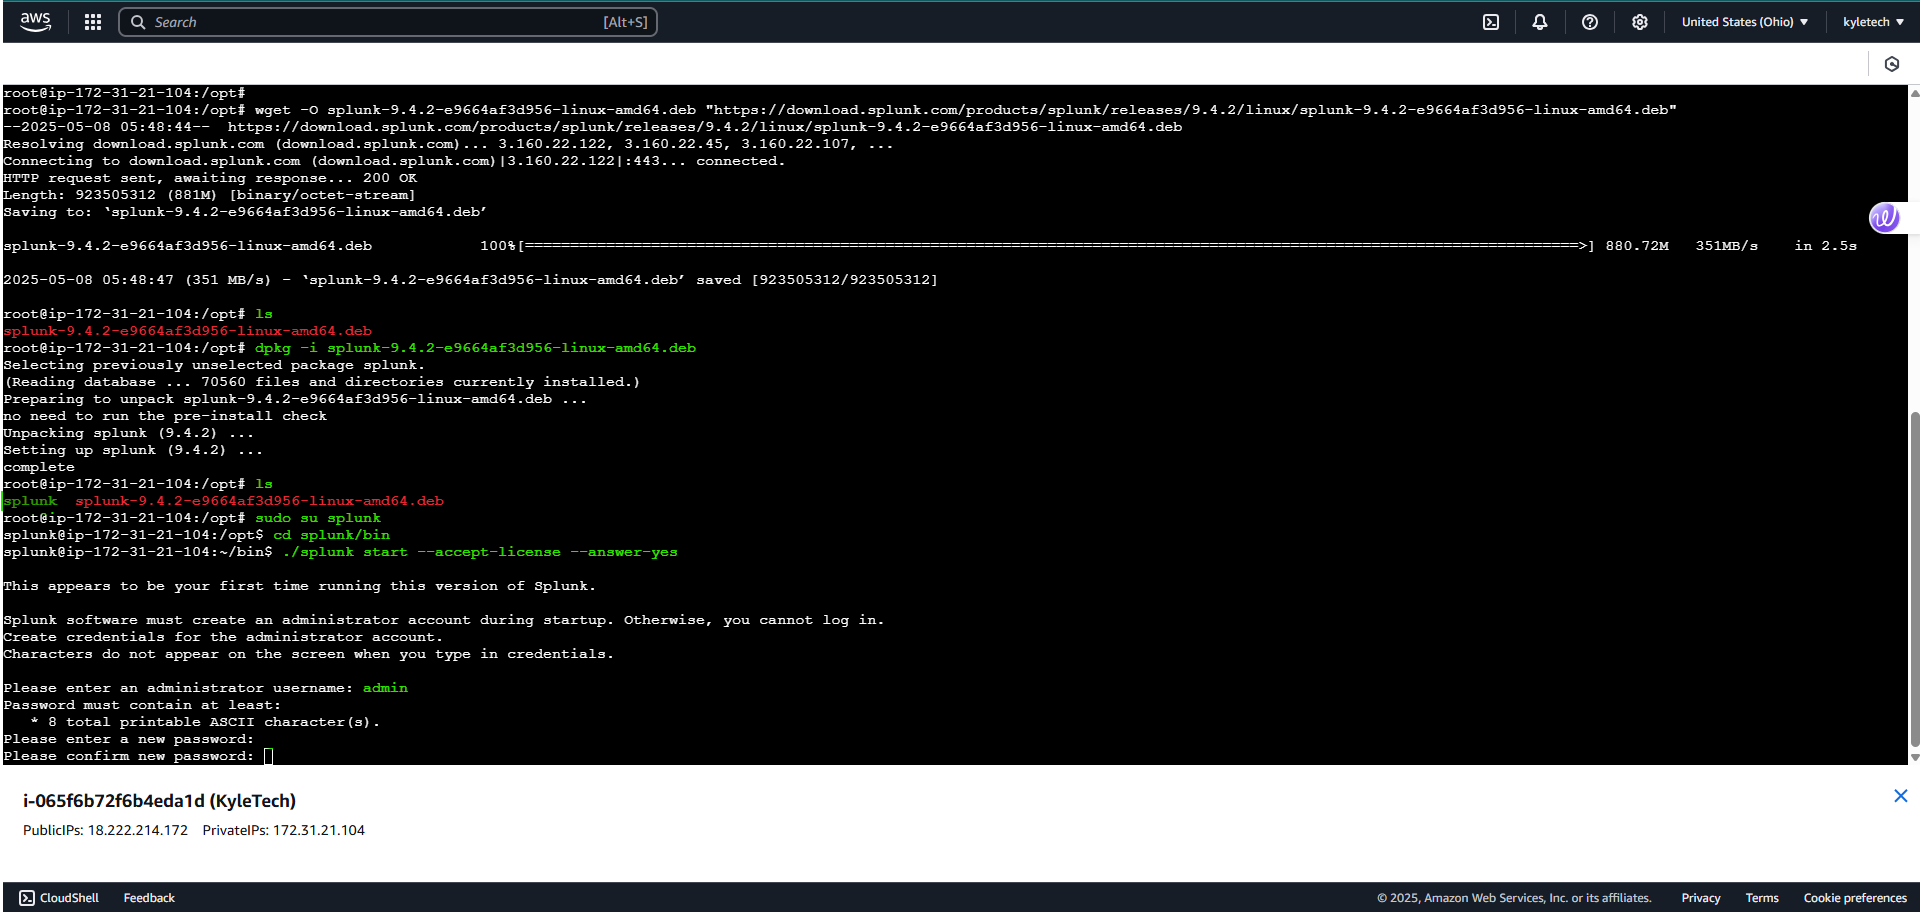 aws
Search [Alt+S] United States (Ohio) kyletech
root@ip-172-31-21-104:/opt#
root@ip-172-31-21-104:/opt# wget -O splunk-9.4.2-e9664af3d956-linux-amd64.deb "https://download.splunk.com/products/splunk/releases/9.4.2/linux/splunk-9.4.2-e9664af3d956-linux-amd64.deb"
--2025-05-08 05:48:44--  https://download.splunk.com/products/splunk/releases/9.4.2/linux/splunk-9.4.2-e9664af3d956-linux-amd64.deb
Resolving download.splunk.com (download.splunk.com)... 3.160.22.122, 3.160.22.45, 3.160.22.107, ...
Connecting to download.splunk.com (download.splunk.com)|3.160.22.122|:443... connected.
HTTP request sent, awaiting response... 200 OK
Length: 923505312 (881M) [binary/octet-stream]
Saving to: ‘splunk-9.4.2-e9664af3d956-linux-amd64.deb’
splunk-9.4.2-e9664af3d956-linux-amd64.deb 100%[=====================================================================================================================>] 880.72M 351MB/s in 2.5s
2025-05-08 05:48:47 (351 MB/s) - ‘splunk-9.4.2-e9664af3d956-linux-amd64.deb’ saved [923505312/923505312]
root@ip-172-31-21-104:/opt# ls
splunk-9.4.2-e9664af3d956-linux-amd64.deb
root@ip-172-31-21-104:/opt# dpkg -i splunk-9.4.2-e9664af3d956-linux-amd64.deb
Selecting previously unselected package splunk.
(Reading database ... 70560 files and directories currently installed.)
Preparing to unpack splunk-9.4.2-e9664af3d956-linux-amd64.deb ...
no need to run the pre-install check
Unpacking splunk (9.4.2) ...
Setting up splunk (9.4.2) ...
complete
root@ip-172-31-21-104:/opt# ls
splunk  splunk-9.4.2-e9664af3d956-linux-amd64.deb
root@ip-172-31-21-104:/opt# sudo su splunk
splunk@ip-172-31-21-104:/opt$ cd splunk/bin
splunk@ip-172-31-21-104:~/bin$ ./splunk start --accept-license --answer-yes
This appears to be your first time running this version of Splunk.
Splunk software must create an administrator account during startup. Otherwise, you cannot log in.
Create credentials for the administrator account.
Characters do not appear on the screen when you type in credentials.
Please enter an administrator username: admin
Password must contain at least:
* 8 total printable ASCII character(s).
Please enter a new password:
Please confirm new password:
i-065f6b72f6b4eda1d (KyleTech)
PublicIPs: 18.222.214.172 PrivateIPs: 172.31.21.104
CloudShell Feedback © 2025, Amazon Web Services, Inc. or its affiliates. Privacy Terms Cookie preferences